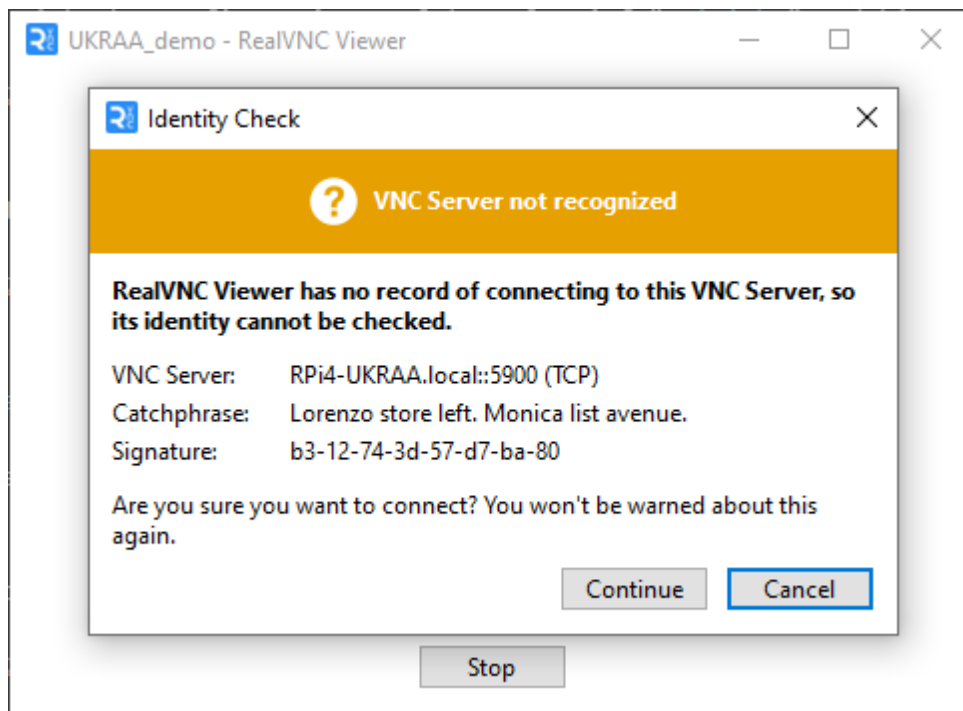 UKRAA_demo - RealVNC Viewer
Identity Check
VNC Server not recognized
RealVNC Viewer has no record of connecting to this VNC Server, so
its identity cannot be checked.
VNC Server: RPi4-UKRAA.local::5900 (TCP)
Catchphrase: Lorenzo store left. Monica list avenue.
Signature: b3-12-74-3d-57-d7-ba-80
Are you sure you want to connect? You won't be warned about this
again.
Continue Cancel
Stop